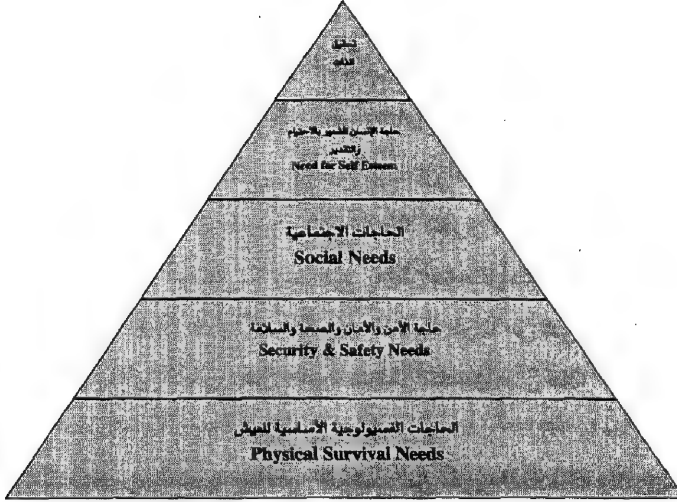 تحقيق
الذات
حاجة الإنسان للشعور بالاحترام
والتقدير
Need for Self Esteem
الحاجات الاجتماعية
Social Needs
حاجة الأمن والأمان والصحة والسلامة
Security & Safety Needs
الحاجات الفسيولوجية الأساسية للعيش
Physical Survival Needs